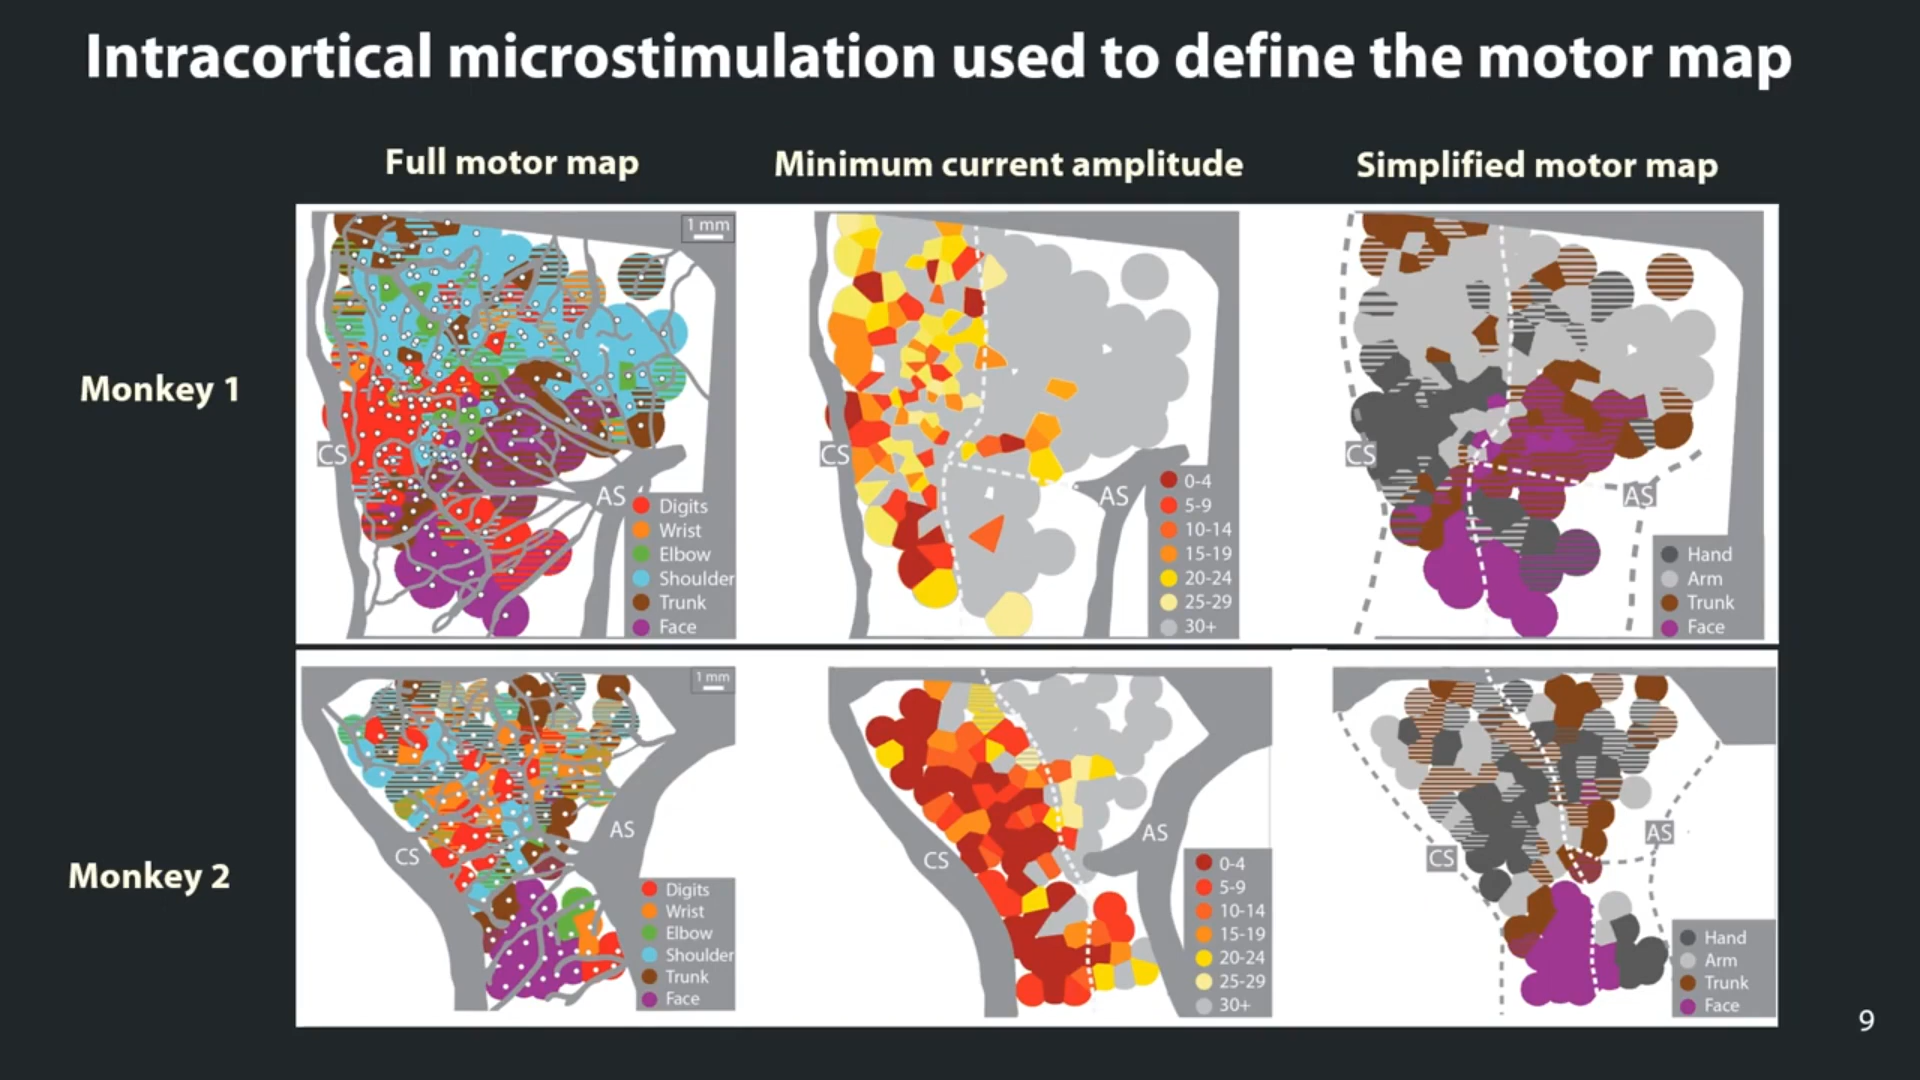 Intracortical microstimulation used to define the motor map
Full motor map
Minimum current amplitude
Simplified motor map
Monkey 1
1 mm
CS
AS
Digits
Wrist
Elbow
Shoulder
Trunk
Face
CS
AS
0-4
5-9
10-14
15-19
20-24
25-29
30+
CS
AS
Hand
Arm
Trunk
Face
Monkey 2
1 mm
CS
AS
Digits
Wrist
Elbow
Shoulder
Trunk
Face
CS
AS
0-4
5-9
10-14
15-19
20-24
25-29
30+
CS
AS
Hand
Arm
Trunk
Face
9